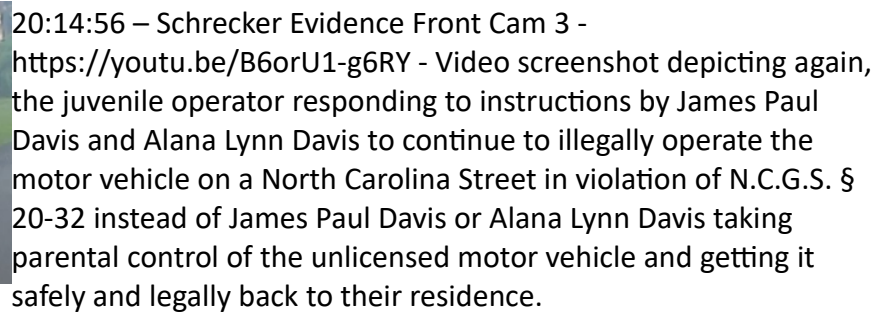 20:14:56 – Schrecker Evidence Front Cam 3 -
https://youtu.be/B6orU1-g6RY - Video screenshot depicting again,
the juvenile operator responding to instructions by James Paul
Davis and Alana Lynn Davis to continue to illegally operate the
motor vehicle on a North Carolina Street in violation of N.C.G.S. §
20-32 instead of James Paul Davis or Alana Lynn Davis taking
parental control of the unlicensed motor vehicle and getting it
safely and legally back to their residence.